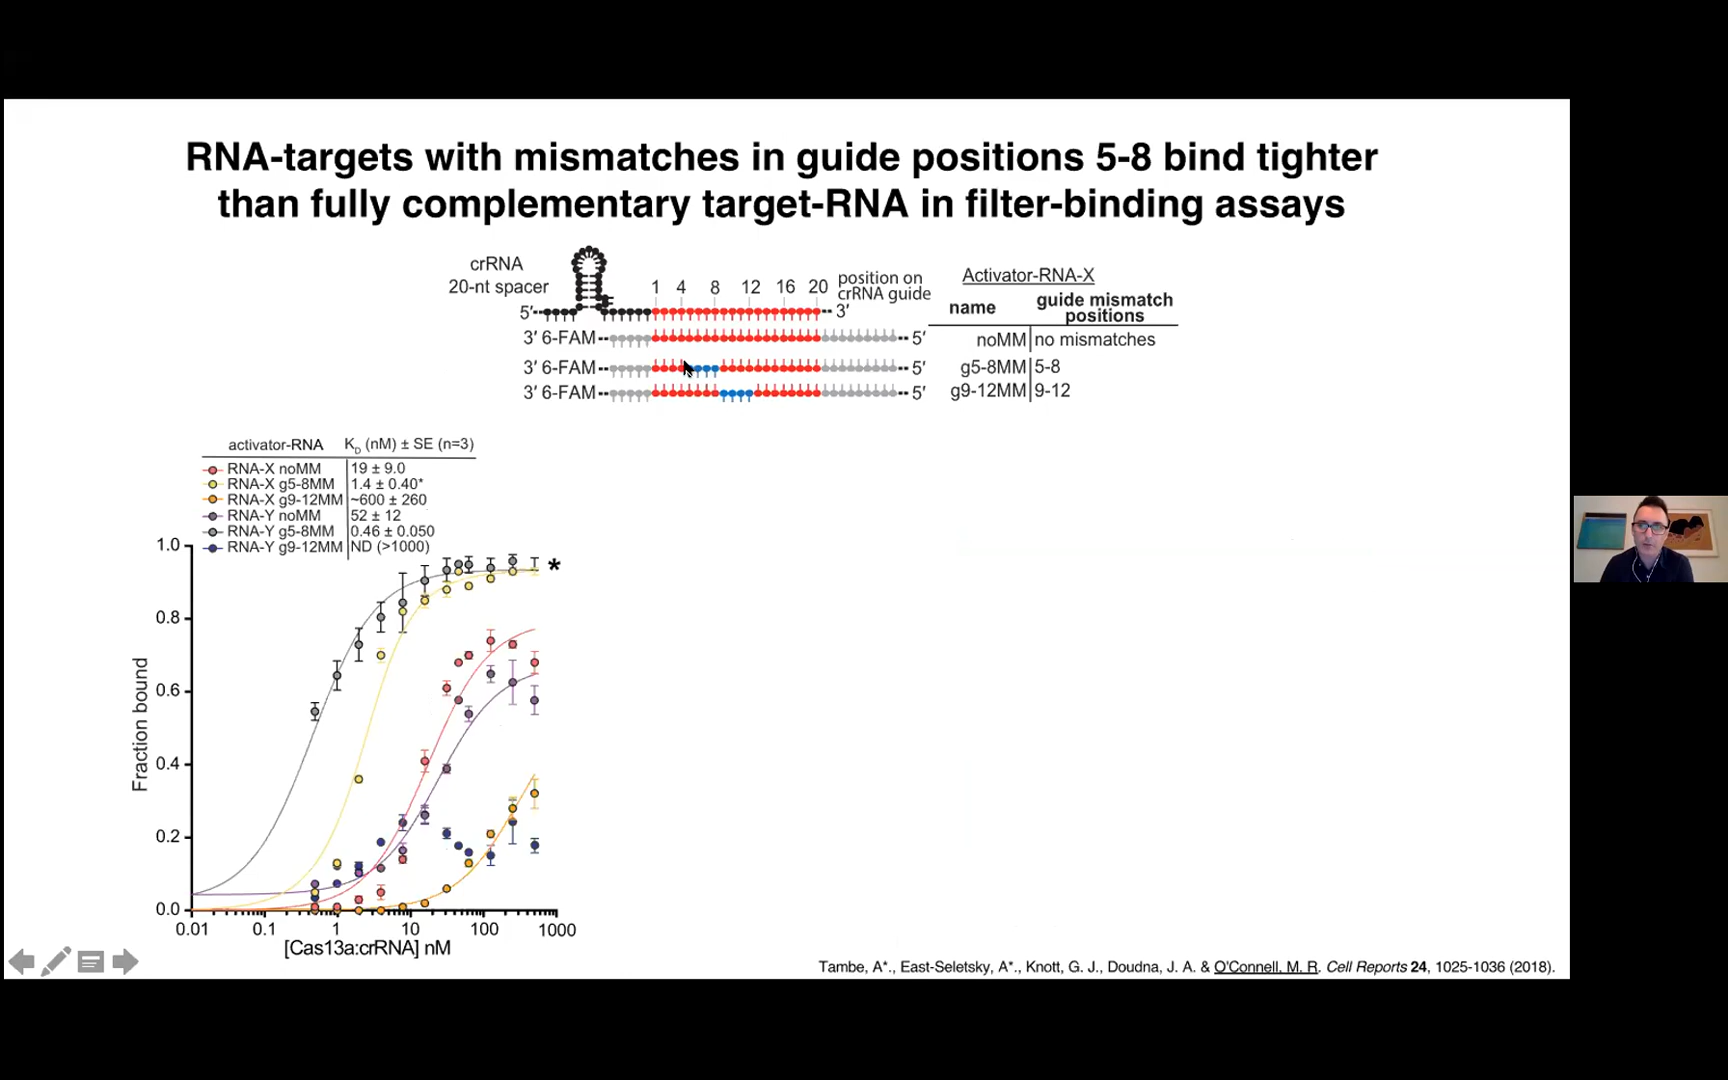 RNA-targets with mismatches in guide positions 5-8 bind tighter
than fully complementary target-RNA in filter-binding assays
crRNA
20-nt spacer
1 4 8 12 16 20
position on
crRNA guide
5′
3′
3′ 6-FAM
5′
3′ 6-FAM
5′
3′ 6-FAM
5′
Activator-RNA-X
name guide mismatch positions
noMM no mismatches
g5-8MM 5-8
g9-12MM 9-12
activator-RNA K_D (nM) ± SE (n=3)
RNA-X noMM 19 ± 9.0
RNA-X g5-8MM 1.4 ± 0.40*
RNA-X g9-12MM ~600 ± 260
RNA-Y noMM 52 ± 12
RNA-Y g5-8MM 0.46 ± 0.050
RNA-Y g9-12MM ND (>1000)
*
1.0
0.8
0.6
0.4
0.2
0.0
Fraction bound
0.01 0.1 1 10 100 1000
[Cas13a:crRNA] nM
Tambe, A*., East-Seletsky, A*., Knott, G. J., Doudna, J. A. & O'Connell, M. R. Cell Reports 24, 1025-1036 (2018).